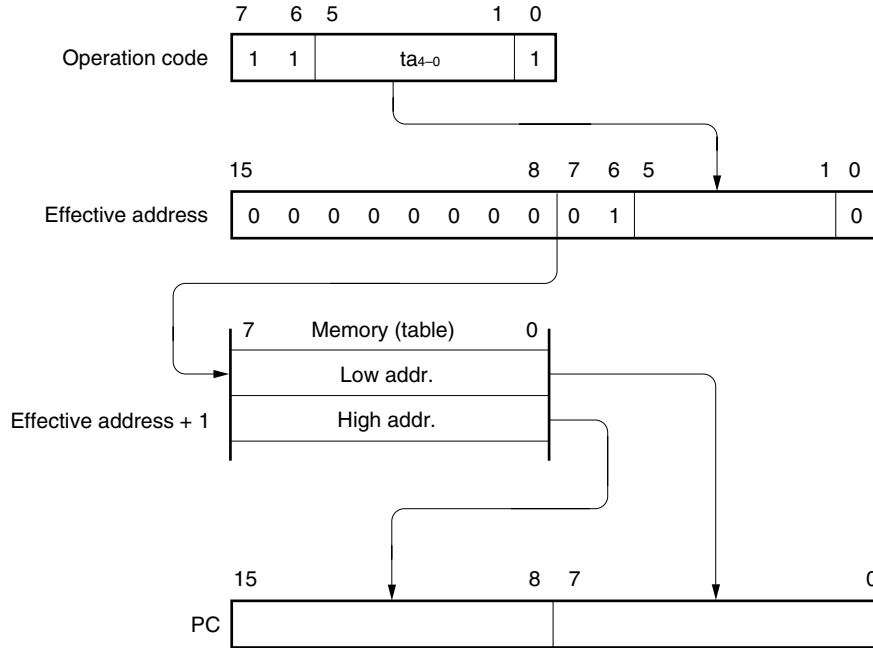 7 6 5 1 0
Operation code 1 1 ta4–0 1
15 8 7 6 5 1 0
Effective address 0 0 0 0 0 0 0 0 0 1 0
7 Memory (table) 0
Low addr.
Effective address + 1 High addr.
15 8 7 0
PC